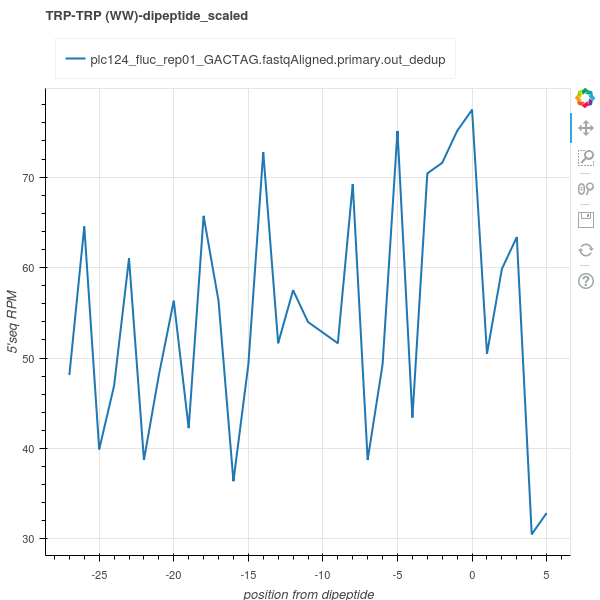 TRP-TRP (WW)-dipeptide_scaled
plc124_fluc_rep01_GACTAG.fastqAligned.primary.out_dedup
70
60
50
40
30
5'seq RPM
-25 -20 -15 -10 -5 0 5
position from dipeptide
?